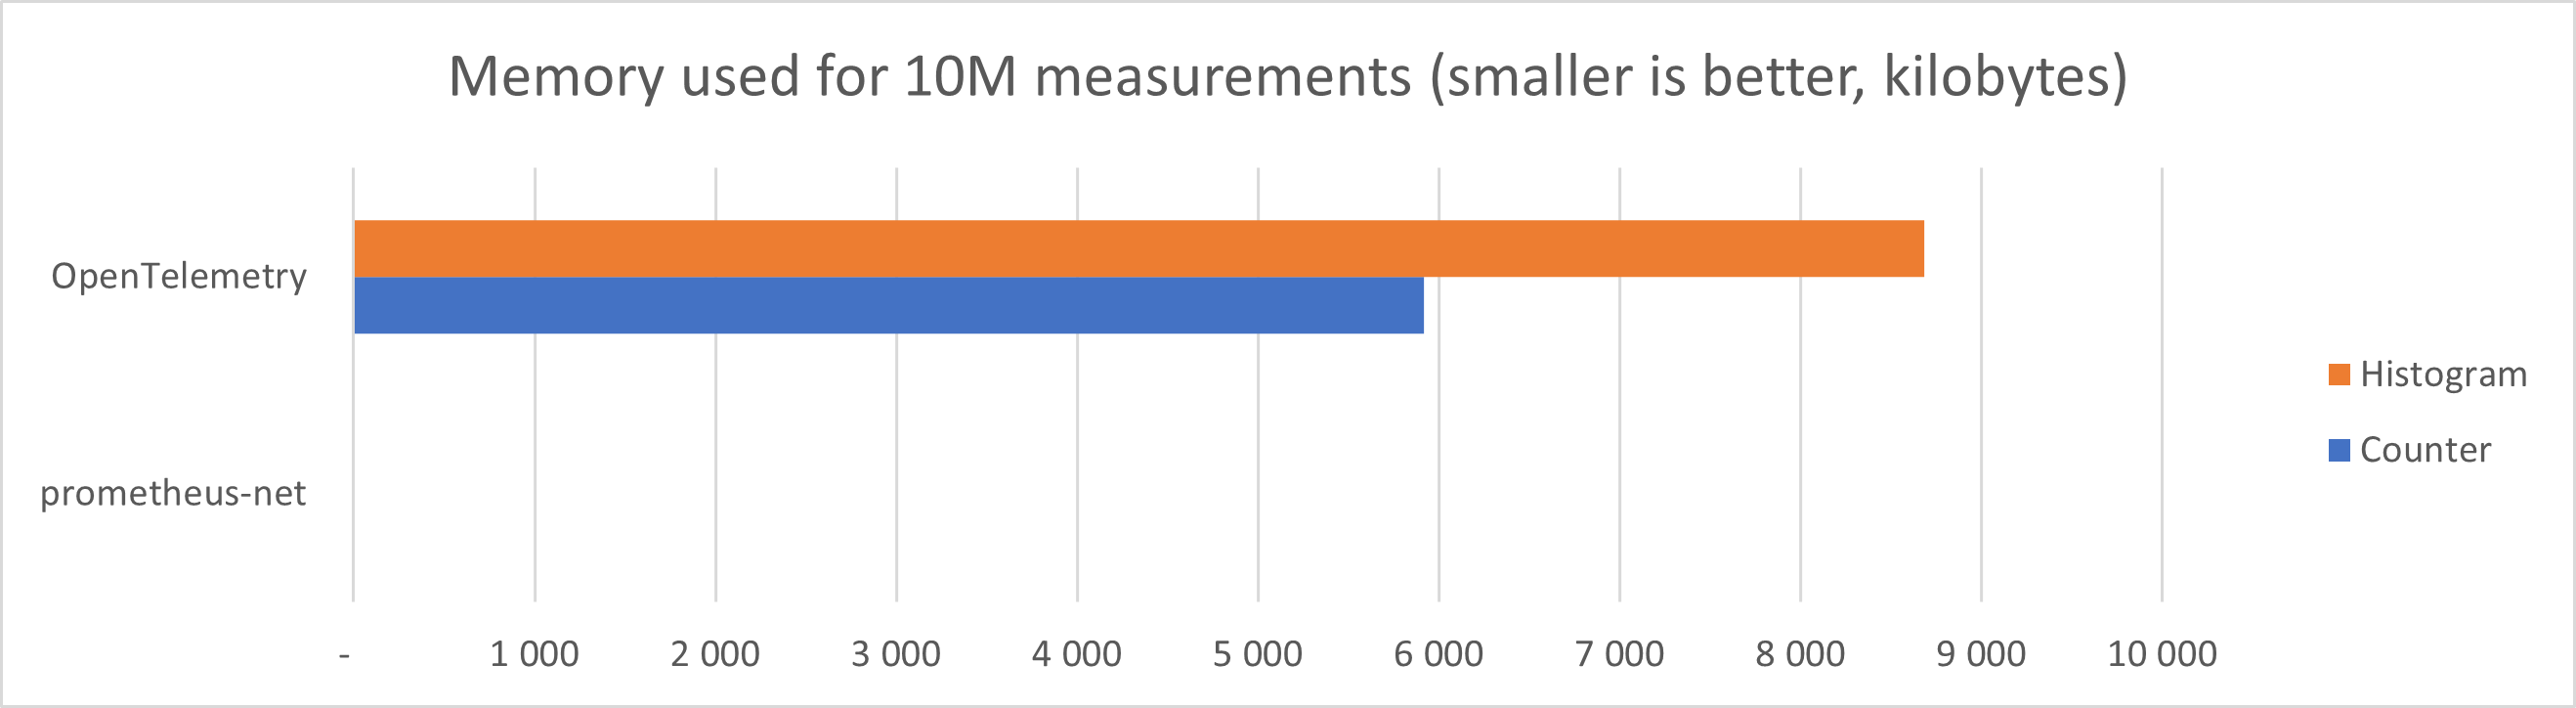 Memory used for 10M measurements (smaller is better, kilobytes)
OpenTelemetry
prometheus-net
Histogram
Counter
- 1 000 2 000 3 000 4 000 5 000 6 000 7 000 8 000 9 000 10 000